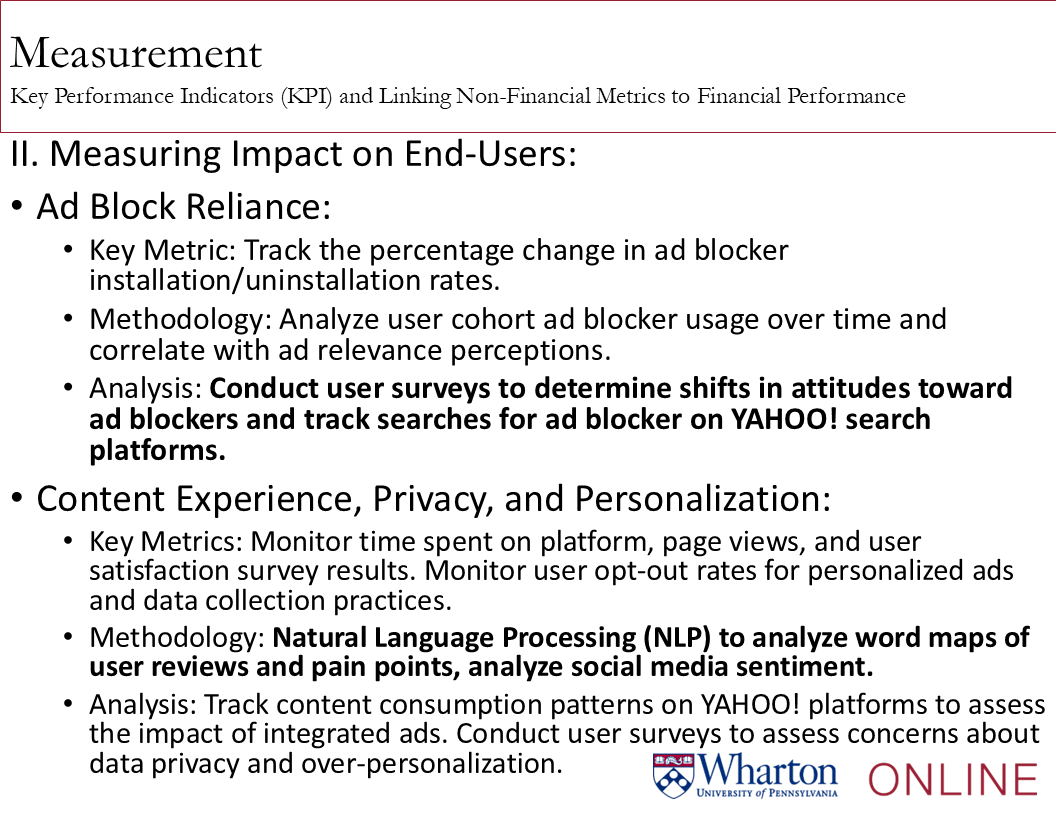 Measurement
Key Performance Indicators (KPI) and Linking Non-Financial Metrics to Financial Performance
II. Measuring Impact on End-Users:
• Ad Block Reliance:
• Key Metric: Track the percentage change in ad blocker
installation/uninstallation rates.
• Methodology: Analyze user cohort ad blocker usage over time and
correlate with ad relevance perceptions.
• Analysis: Conduct user surveys to determine shifts in attitudes toward
ad blockers and track searches for ad blocker on YAHOO! search
platforms.
• Content Experience, Privacy, and Personalization:
• Key Metrics: Monitor time spent on platform, page views, and user
satisfaction survey results. Monitor user opt-out rates for personalized ads
and data collection practices.
• Methodology: Natural Language Processing (NLP) to analyze word maps of
user reviews and pain points, analyze social media sentiment.
• Analysis: Track content consumption patterns on YAHOO! platforms to assess
the impact of integrated ads. Conduct user surveys to assess concerns about
data privacy and over-personalization.
Wharton ONLINE
UNIVERSITY of PENNSYLVANIA